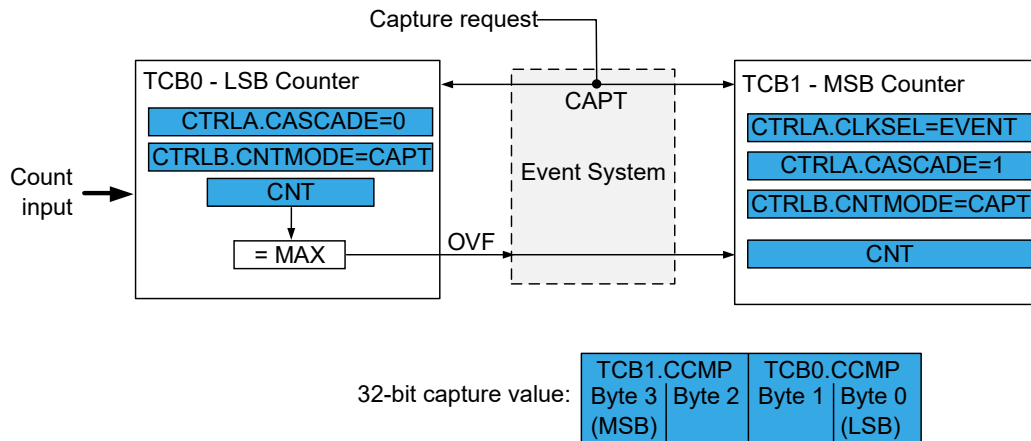 Capture request
TCB0 - LSB Counter
CTRLA.CASCADE=0
CTRLB.CNTMODE=CAPT
CNT
= MAX
Count
input
OVF
CAPT
Event System
TCB1 - MSB Counter
CTRLA.CLKSEL=EVENT
CTRLA.CASCADE=1
CTRLB.CNTMODE=CAPT
CNT
32-bit capture value:
TCB1.CCMP TCB0.CCMP
Byte 3 Byte 2 Byte 1 Byte 0
(MSB) (LSB)